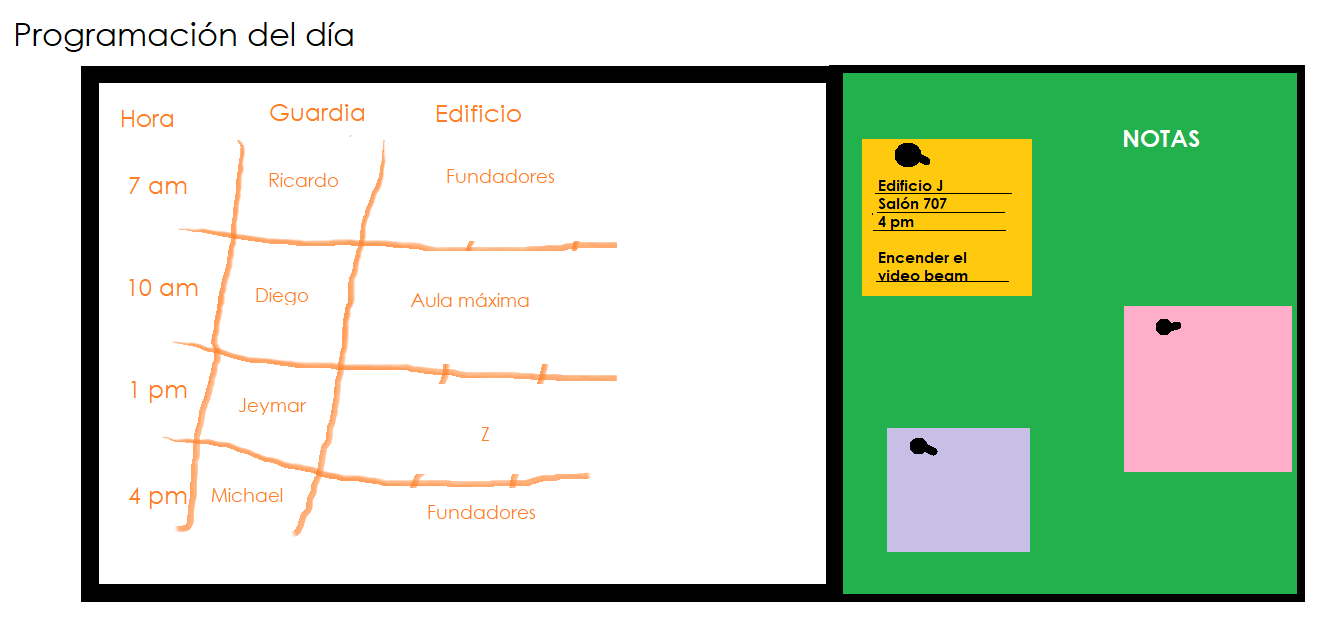 Programación del día
Hora Guardia Edificio
7 am Ricardo Fundadores
10 am Diego Aula máxima
1 pm Jeymar Z
4 pm Michael Fundadores
NOTAS
Edificio J
Salón 707
4 pm
Encender el
video beam